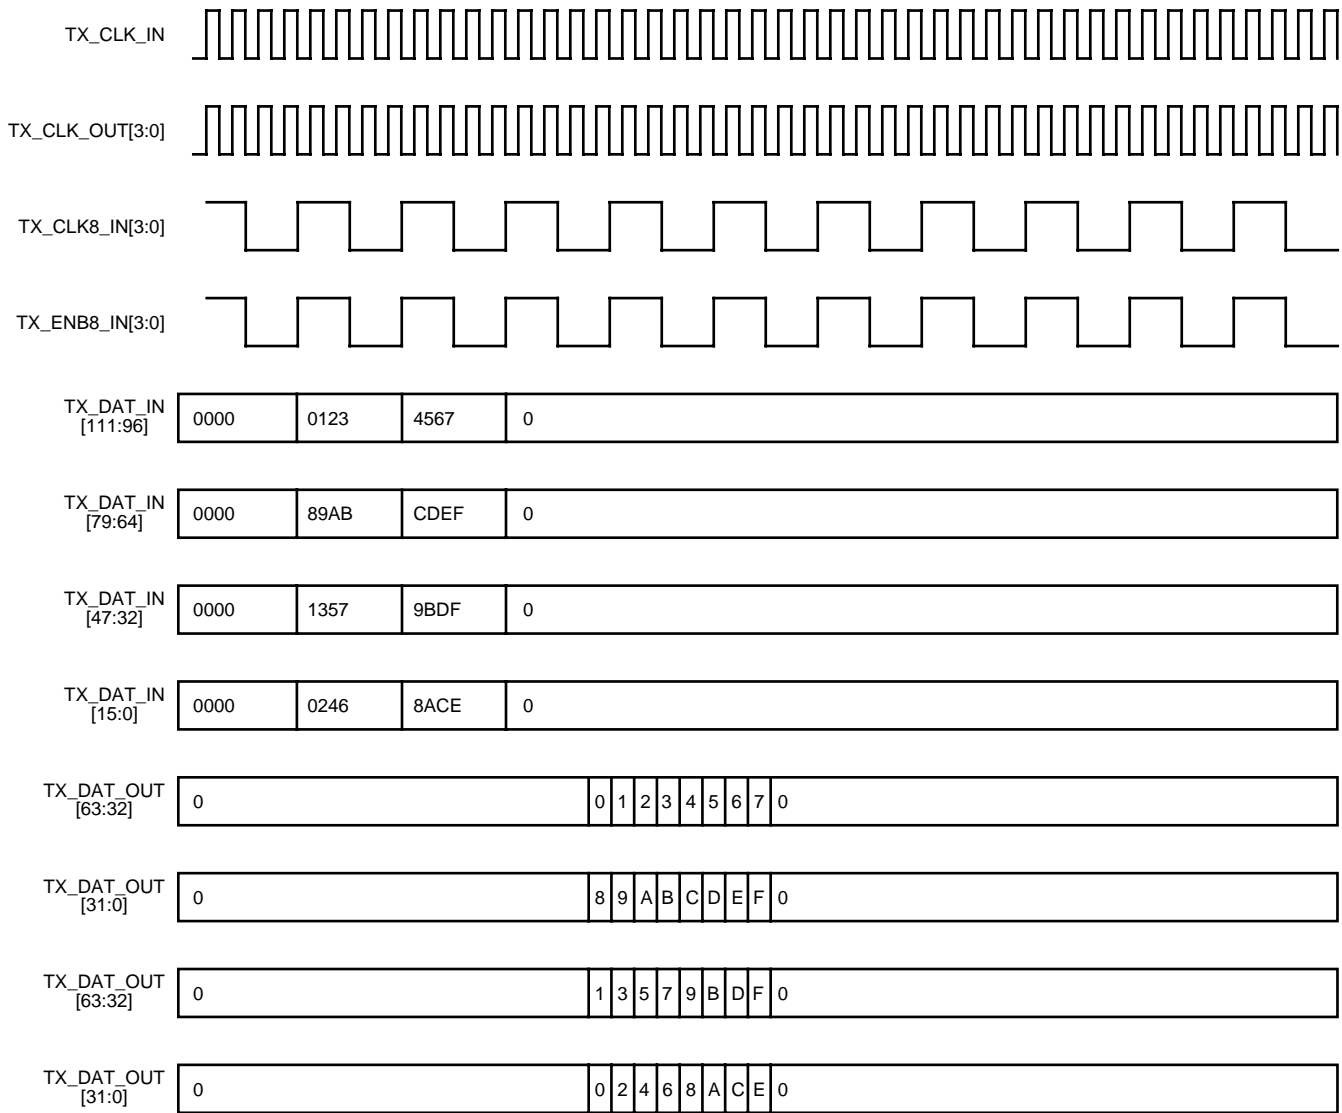 TX_CLK_IN
TX_CLK_OUT[3:0]
TX_CLK8_IN[3:0]
TX_ENB8_IN[3:0]
TX_DAT_IN
[111:96]
0000 0123 4567 0
TX_DAT_IN
[79:64]
0000 89AB CDEF 0
TX_DAT_IN
[47:32]
0000 1357 9BDF 0
TX_DAT_IN
[15:0]
0000 0246 8ACE 0
TX_DAT_OUT
[63:32]
0 0 1 2 3 4 5 6 7 0
TX_DAT_OUT
[31:0]
0 8 9 A B C D E F 0
TX_DAT_OUT
[63:32]
0 1 3 5 7 9 B D F 0
TX_DAT_OUT
[31:0]
0 0 2 4 6 8 A C E 0